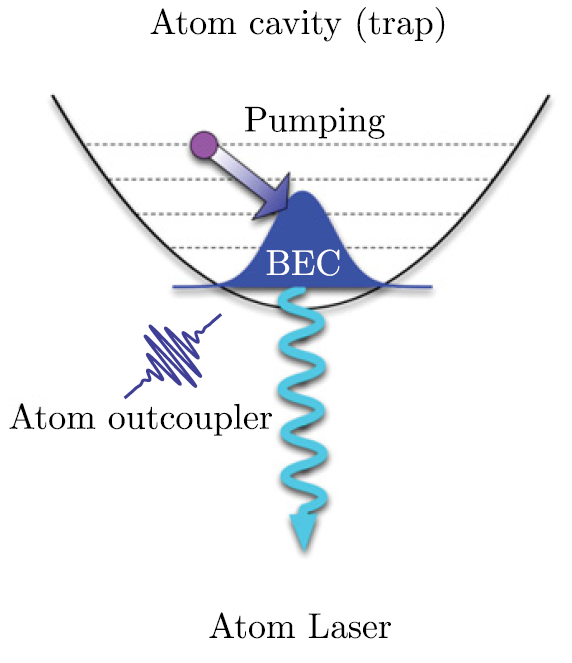 Atom cavity (trap)
Pumping
BEC
Atom outcoupler
Atom Laser